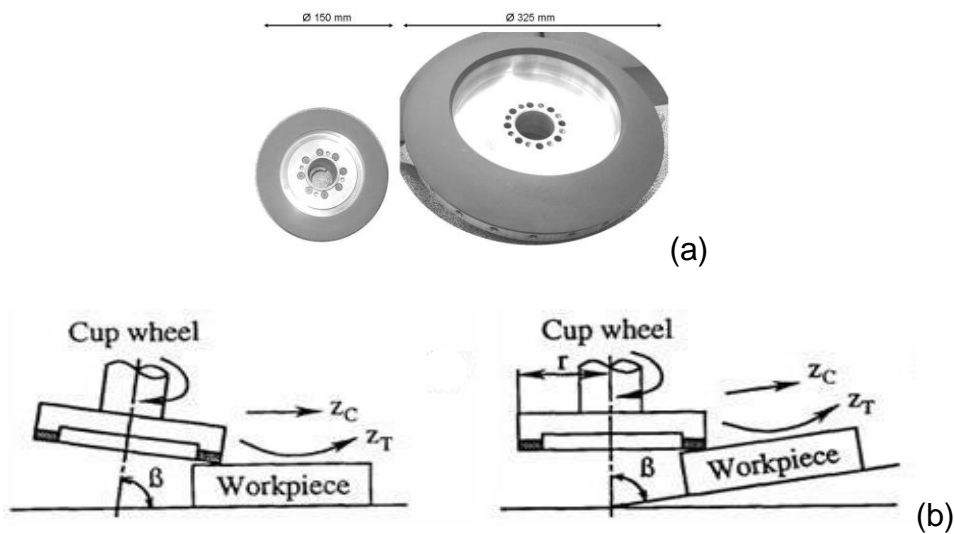 Ø 150 mm Ø 325 mm
(a)
Cup wheel Cup wheel
r
z_C z_C
z_T z_T
ß ß
Workpiece Workpiece
(b)